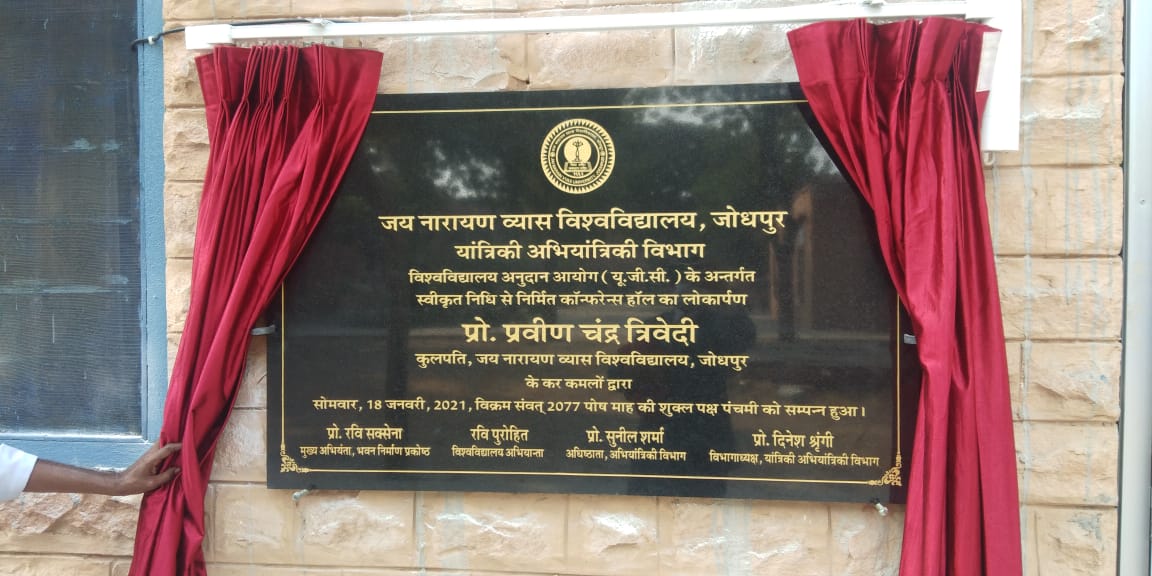 जय नारायण व्यास विश्वविद्यालय, जोधपुर
यांत्रिकी अभियांत्रिकी विभाग
विश्वविद्यालय अनुदान आयोग ( यू.जी.सी. ) के अन्तर्गत
स्वीकृत निधि से निर्मित कॉन्फरेन्स हॉल का लोकार्पण
प्रो. प्रवीण चंद्र त्रिवेदी
कुलपति, जय नारायण व्यास विश्वविद्यालय, जोधपुर
के कर कमलों द्वारा
सोमवार, 18 जनवरी, 2021, विक्रम संवत् 2077 पोष माह की शुक्ल पक्ष पंचमी को सम्पन्न हुआ।
प्रो. रवि सक्सेना रवि पुरोहित प्रो. सुनील शर्मा प्रो. दिनेश श्रृंगी
मुख्य अभियंता, भवन निर्माण प्रकोष्ठ विश्वविद्यालय अभियान्ता अधिष्ठाता, अभियांत्रिकी विभाग विभागाध्यक्ष, यांत्रिकी अभियांत्रिकी विभाग